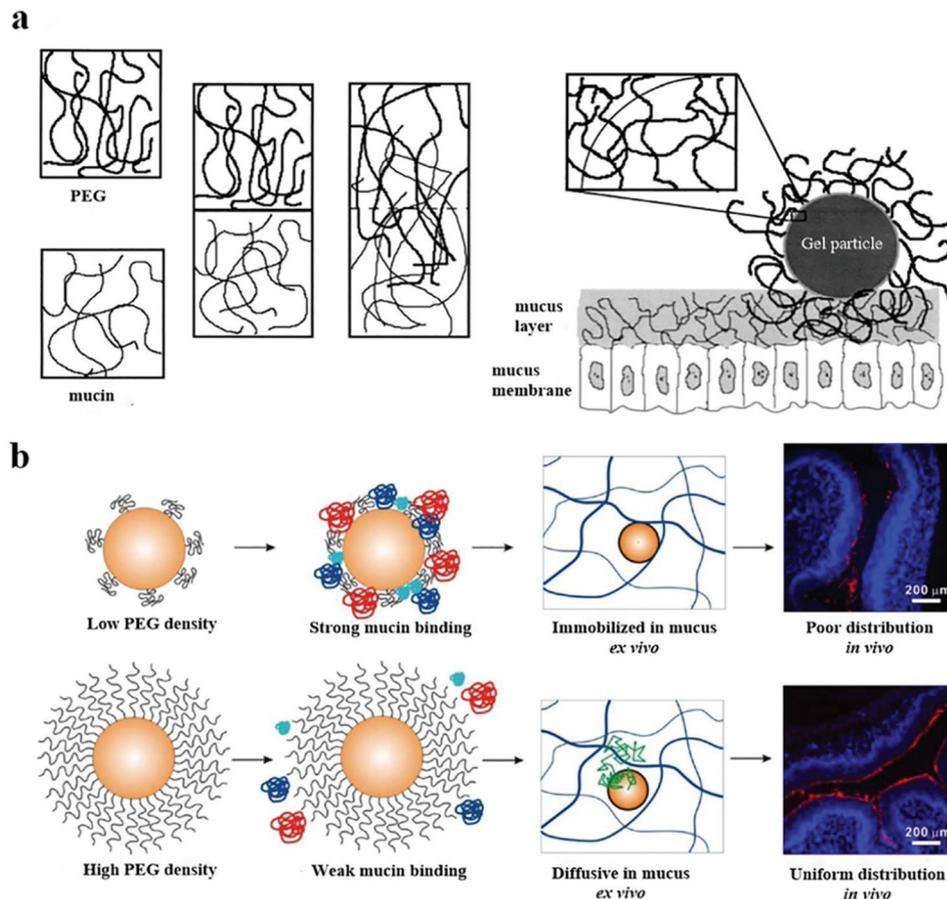 a
PEG
mucin
Gel particle
mucus
layer
mucus
membrane
b
Low PEG density
Strong mucin binding
Immobilized in mucus
ex vivo
200 μm
Poor distribution
in vivo
High PEG density
Weak mucin binding
Diffusive in mucus
ex vivo
200 μm
Uniform distribution
in vivo